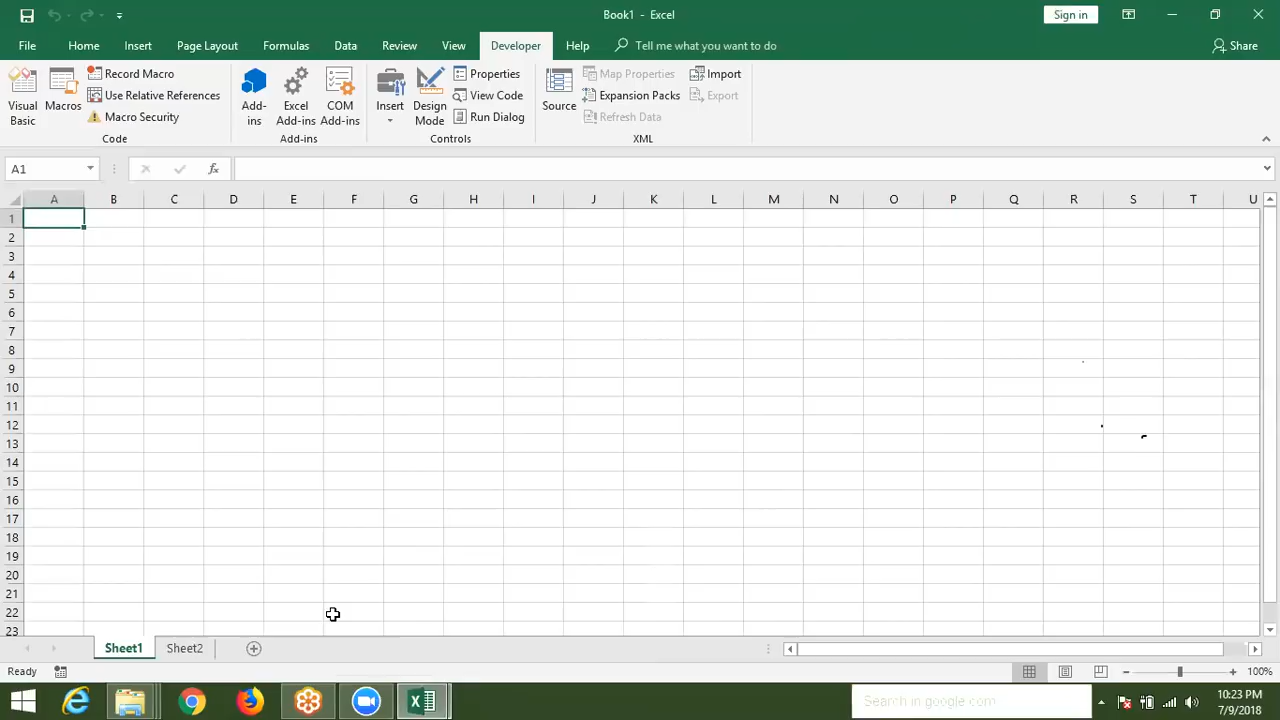 Book1 - Excel
Sign in
File Home Insert Page Layout Formulas Data Review View Developer Help Tell me what you want to do Share
Visual Basic
Macros
Record Macro
Use Relative References
Macro Security
Code
Add-ins
Excel Add-ins
COM Add-ins
Add-ins
Insert
Design Mode
Properties
View Code
Run Dialog
Controls
Source
Map Properties
Expansion Packs
Refresh Data
Import
Export
XML
A1
fx
A B C D E F G H I J K L M N O P Q R S T U
1
2
3
4
5
6
7
8
9
10
11
12
13
14
15
16
17
18
19
20
21
22
23
Sheet1 Sheet2
Ready
100%
Search in google.com
10:23 PM
7/9/2018